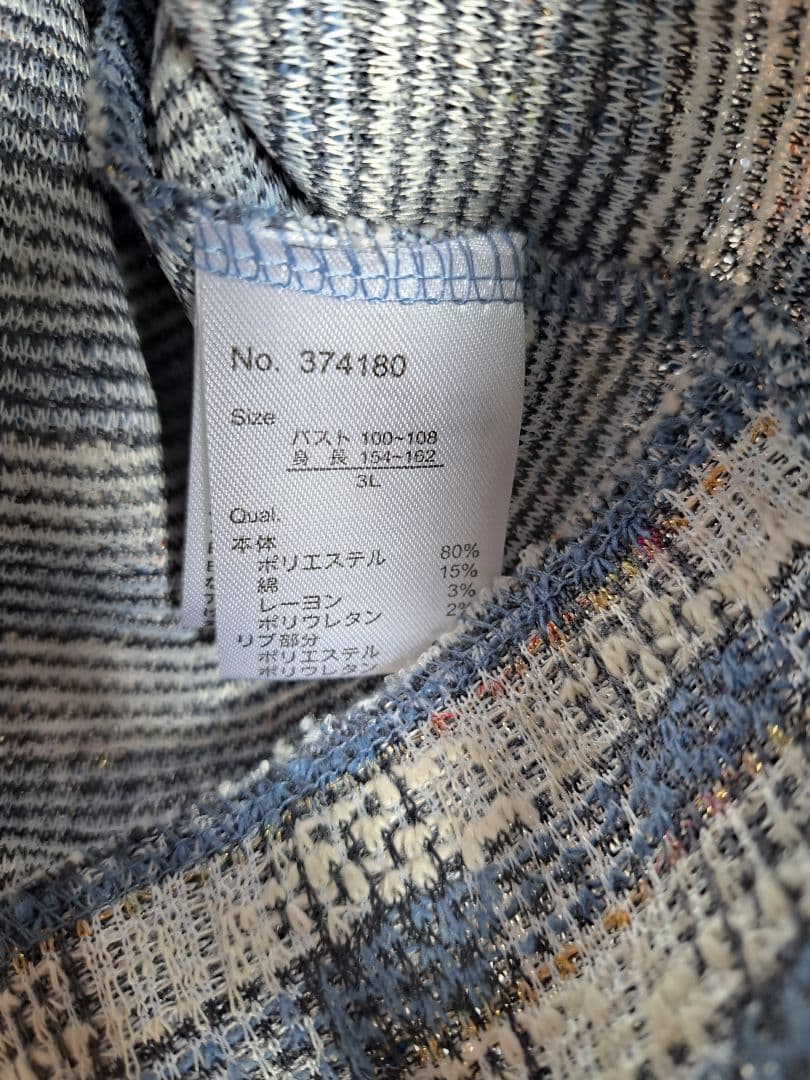 No. 374180
Size
バスト 100~108
身 長 154~162
3L
Qual.
本体
ポリエステル 80%
綿 15%
レーヨン 3%
ポリウレタン 2%
リブ部分
ポリエステル
ポリウレタン